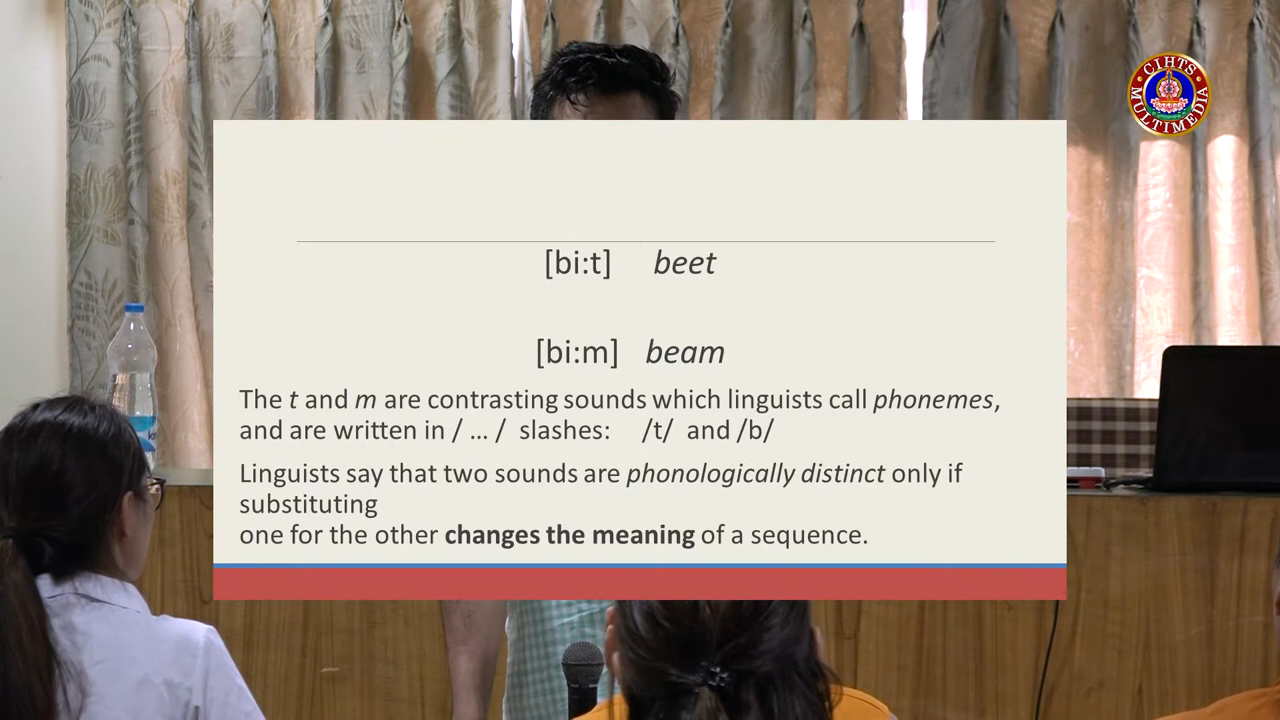 CIHTS
MULTIMEDIA
[bi:t] beet
[bi:m] beam
The t and m are contrasting sounds which linguists call phonemes,
and are written in / ... / slashes: /t/ and /b/
Linguists say that two sounds are phonologically distinct only if
substituting
one for the other changes the meaning of a sequence.